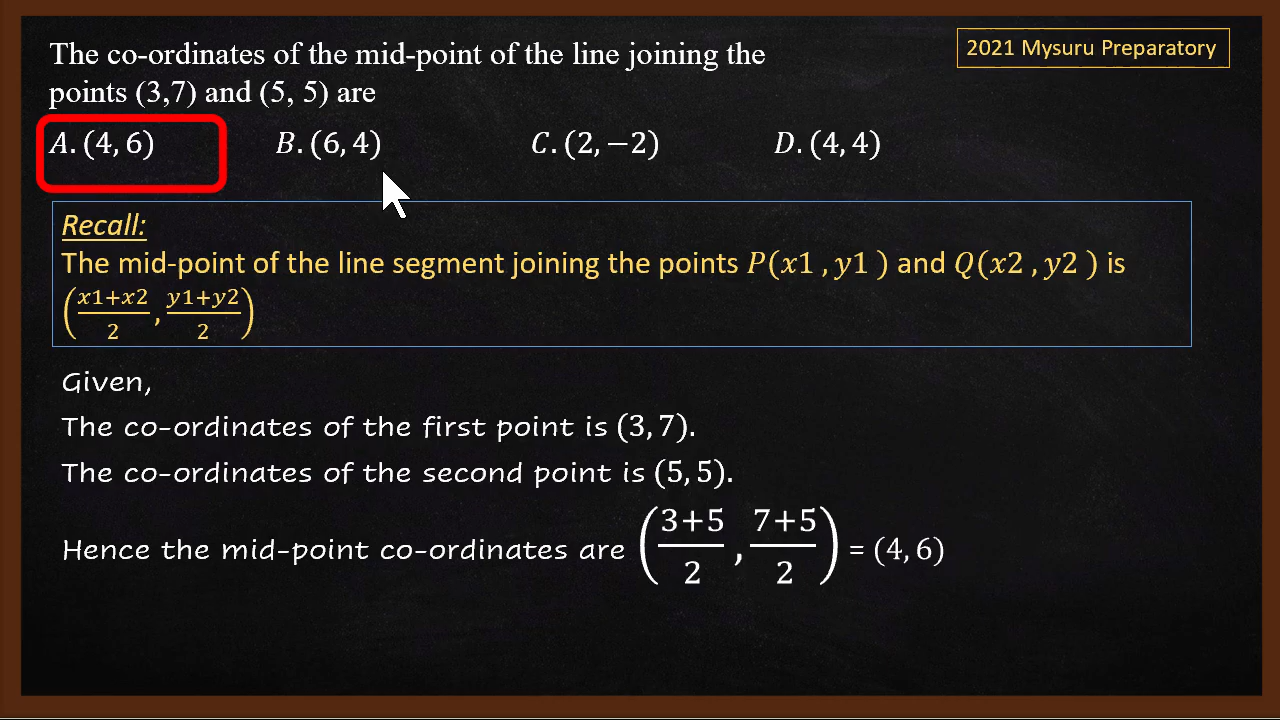 The co-ordinates of the mid-point of the line joining the
points (3,7) and (5, 5) are
2021 Mysuru Preparatory
A. (4, 6) B. (6, 4) C. (2, −2) D. (4, 4)
Recall:
The mid-point of the line segment joining the points P(x1 , y1 ) and Q(x2 , y2 ) is
(x1+x2/2, y1+y2/2)
Given,
The co-ordinates of the first point is (3, 7).
The co-ordinates of the second point is (5, 5).
Hence the mid-point co-ordinates are (3+5/2, 7+5/2) = (4, 6)